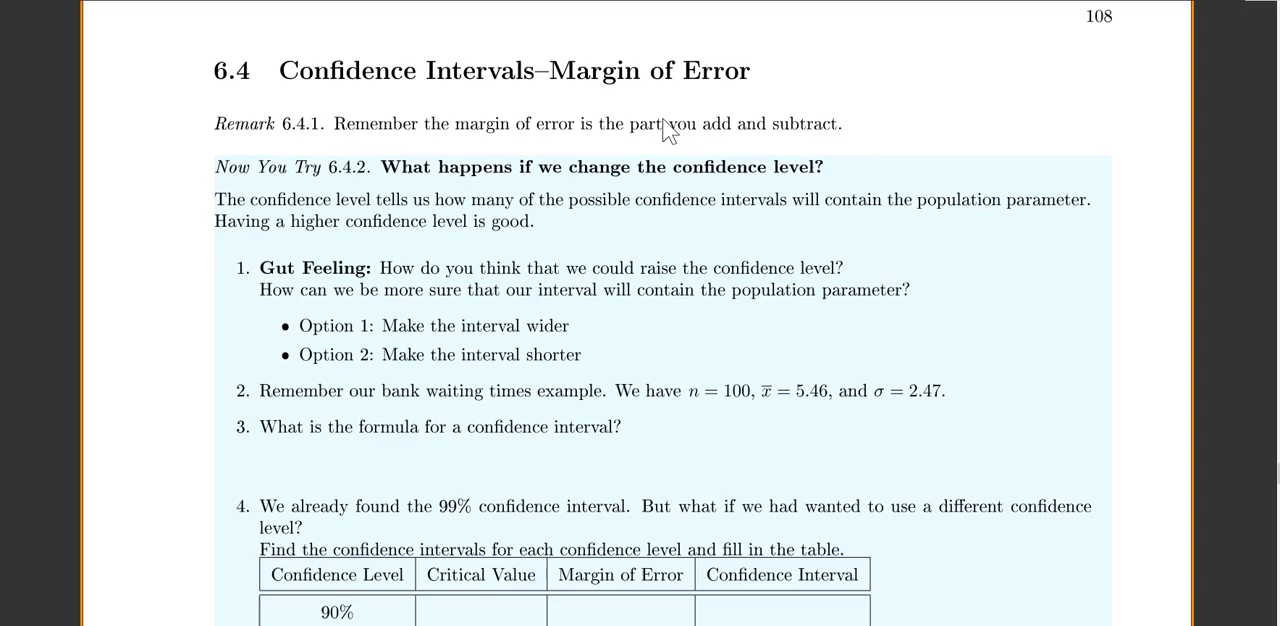 108
6.4 Confidence Intervals–Margin of Error
Remark 6.4.1. Remember the margin of error is the part you add and subtract.
Now You Try 6.4.2. What happens if we change the confidence level?
The confidence level tells us how many of the possible confidence intervals will contain the population parameter.
Having a higher confidence level is good.
1. Gut Feeling: How do you think that we could raise the confidence level?
How can we be more sure that our interval will contain the population parameter?
• Option 1: Make the interval wider
• Option 2: Make the interval shorter
2. Remember our bank waiting times example. We have n = 100, x̅ = 5.46, and σ = 2.47.
3. What is the formula for a confidence interval?
4. We already found the 99% confidence interval. But what if we had wanted to use a different confidence
level?
Find the confidence intervals for each confidence level and fill in the table.
Confidence Level Critical Value Margin of Error Confidence Interval
90%